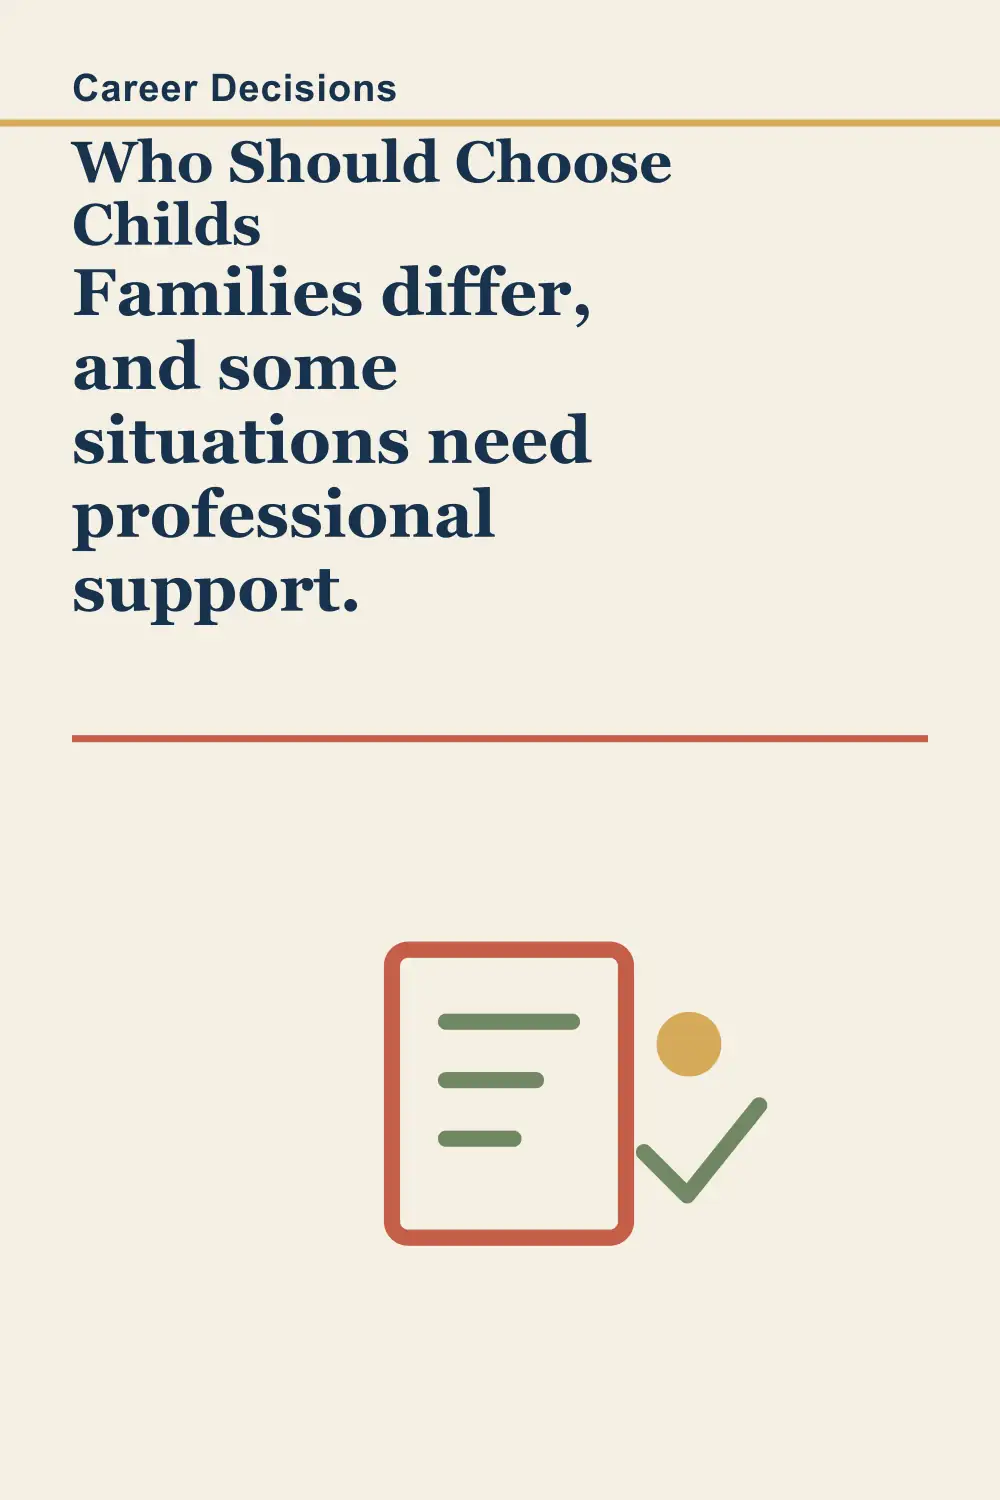 Career Decisions
Who Should Choose
Childs
Families differ,
and some
situations need
professional
support.